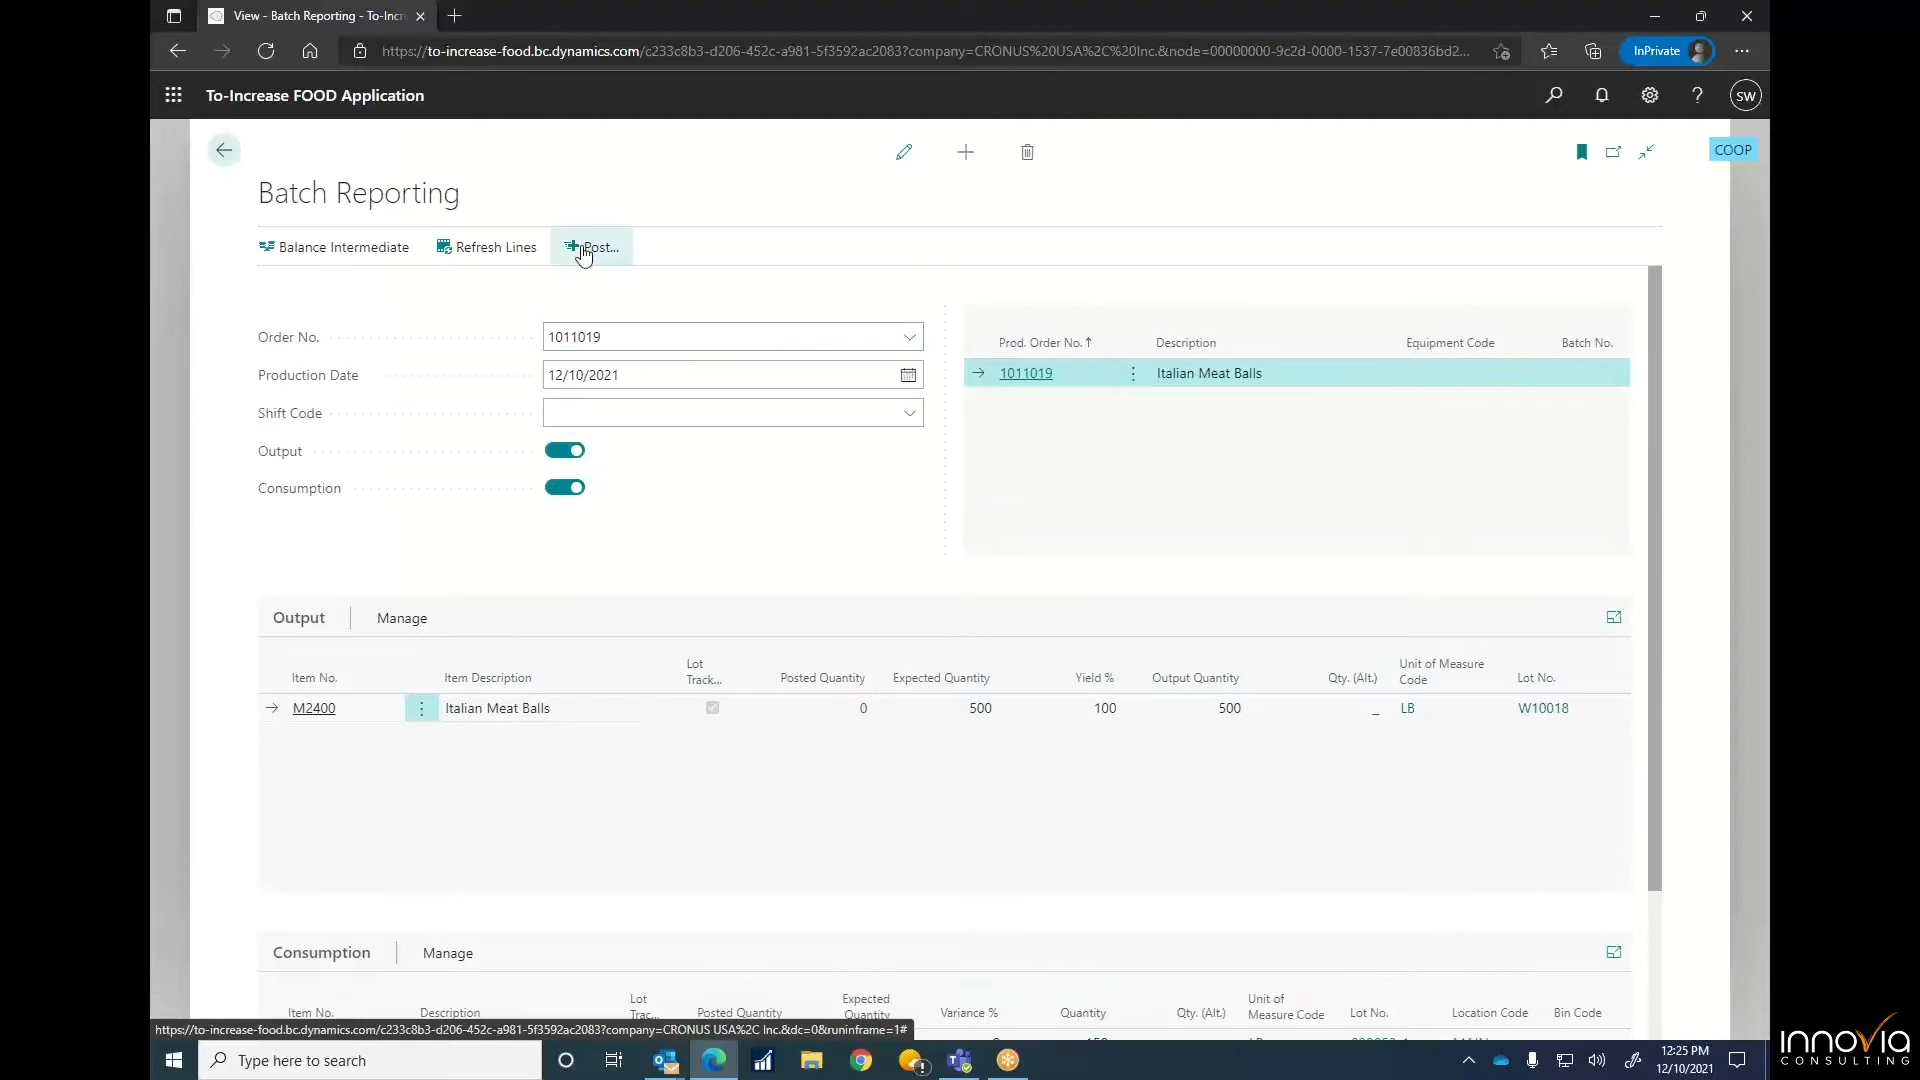 View - Batch Reporting - To-Incr
https://to-increase-food.bc.dynamics.com/c233c8b3-d206-452c-a981-5f3592ac2083?company=CRONUS%20USA%2C%20Inc.&node=00000000-9c2d-0000-1537-7e00836bd2...
InPrivate
To-Increase FOOD Application
SW
COOP
Batch Reporting
Balance Intermediate Refresh Lines Post...
Order No. 1011019
Production Date 12/10/2021
Shift Code
Output
Consumption
Prod. Order No. ↑ Description Equipment Code Batch No.
1011019 Italian Meat Balls
Output Manage
Item No. Item Description Lot Track... Posted Quantity Expected Quantity Yield % Output Quantity Qty. (Alt.) Unit of Measure Code Lot No.
M2400 Italian Meat Balls 0 500 100 500 _ LB W10018
Consumption Manage
Item No. Description Lot Trac... Posted Quantity Expected Quantity Variance % Quantity Qty. (Alt.) Unit of Measure Code Lot No. Location Code Bin Code
https://to-increase-food.bc.dynamics.com/c233c8b3-d206-452c-a981-5f3592ac2083?company=CRONUS USA%2C Inc.&dc=0&runinframe=1#
Type here to search
12:25 PM
12/10/2021
innovia
CONSULTING